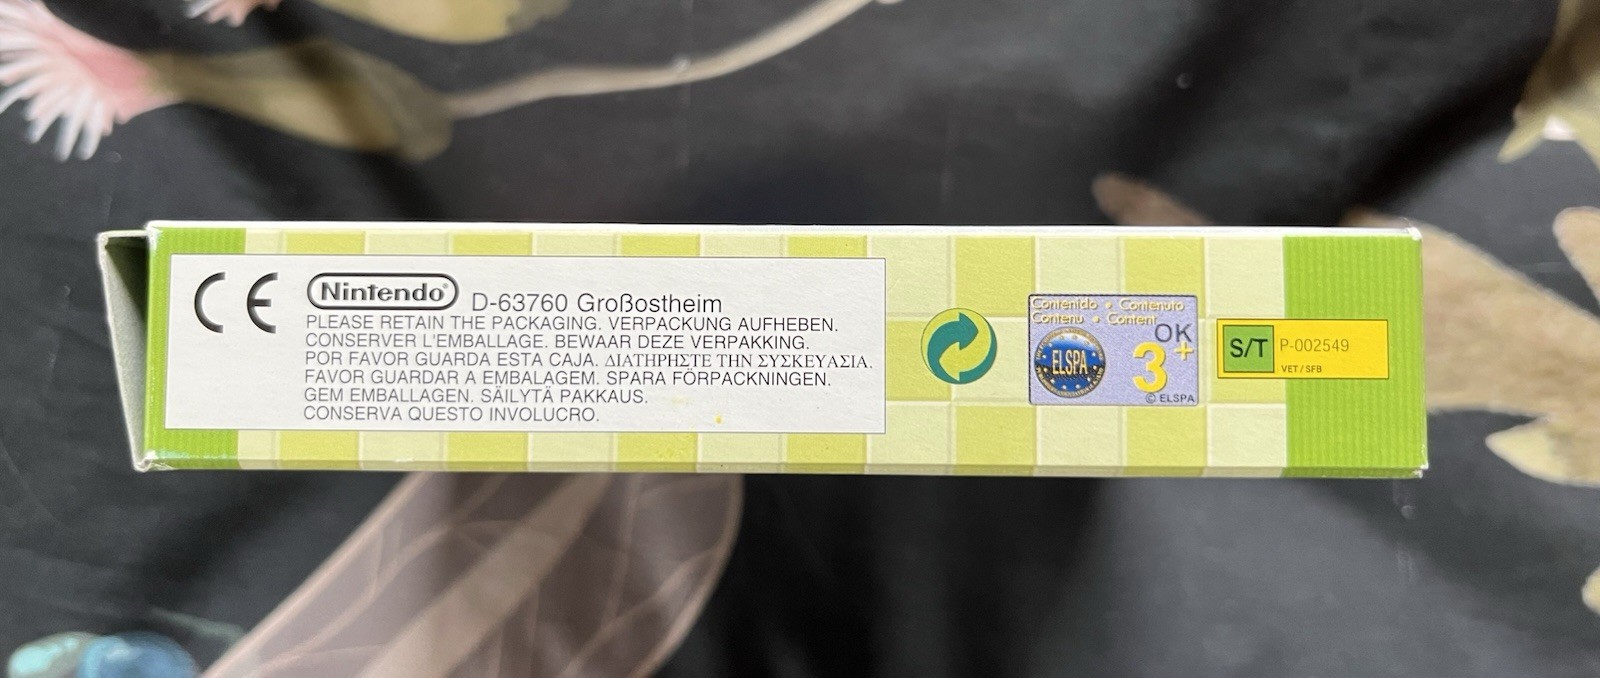 CE Nintendo® D-63760 Großostheim
PLEASE RETAIN THE PACKAGING. VERPACKUNG AUFHEBEN.
CONSERVER L'EMBALLAGE. BEWAAR DEZE VERPAKKING.
POR FAVOR GUARDA ESTA CAJA. ΔΙΑΤΗΡΗΣΤΕ ΤΗΝ ΣΥΣΚΕΥΑΣΙΑ.
FAVOR GUARDAR A EMBALAGEM. SPARA FÖRPACKNINGEN.
GEM EMBALLAGEN. SÄILYTÄ PAKKAUS.
CONSERVA QUESTO INVOLUCRO.
Contenido • Contenuto
Contenu • Content
OK
ELSPA
3+
© ELSPA
S/T P-002549
VET / SFB